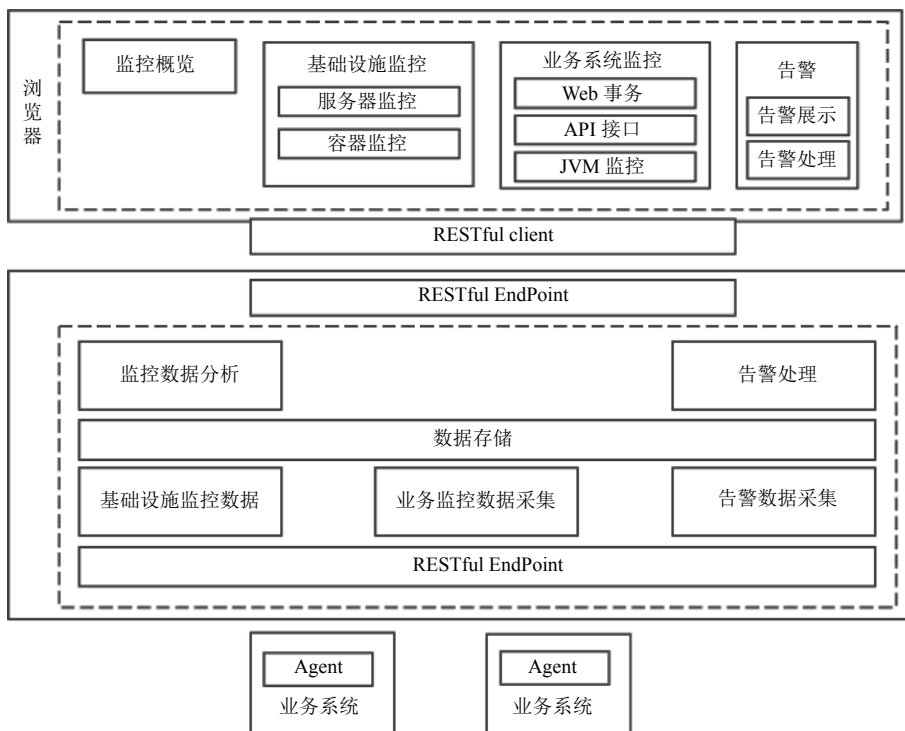 浏览器
监控概览
基础设施监控
服务器监控
容器监控
业务系统监控
Web 事务
API 接口
JVM 监控
告警
告警展示
告警处理
RESTful client
RESTful EndPoint
监控数据分析
告警处理
数据存储
基础设施监控数据
业务监控数据采集
告警数据采集
RESTful EndPoint
Agent
业务系统
Agent
业务系统